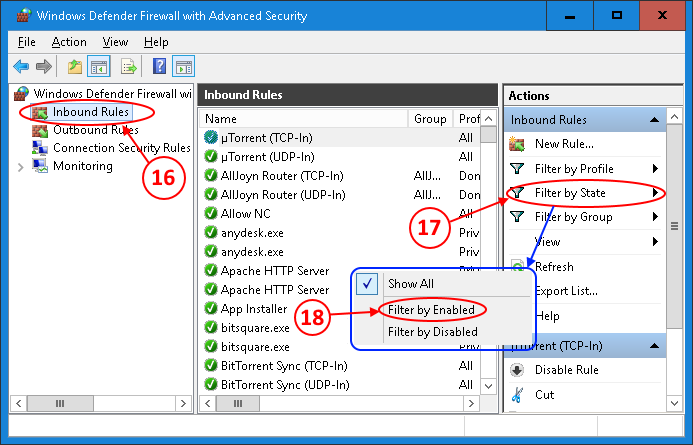 Windows Defender Firewall with Advanced Security
File Action View Help
Windows Defender Firewall wi
Inbound Rules
Outbound Rules
Connection Security Rules
Monitoring
16
Inbound Rules
Name Group Prof
µTorrent (TCP-In) All
µTorrent (UDP-In) All
AllJoyn Router (TCP-In) AllJ... Don
AllJoyn Router (UDP-In) AllJ... Don
Allow NC All
anydesk.exe Priv
anydesk.exe Priv
Apache HTTP Server
Apache HTTP Server
App Installer
bitsquare.exe
bitsquare.exe
BitTorrent Sync (TCP-In) All
BitTorrent Sync (UDP-In) All
Actions
Inbound Rules
New Rule...
Filter by Profile
Filter by State
Filter by Group
View
Refresh
Export List...
Help
µTorrent (TCP-In)
Disable Rule
Cut
17
Show All
Filter by Enabled
Filter by Disabled
18